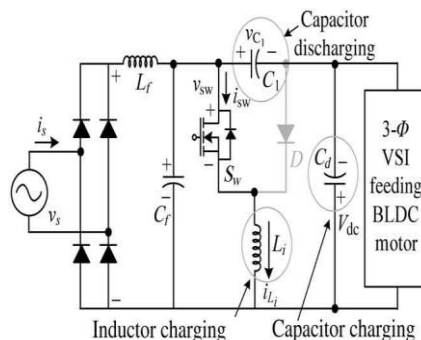 Capacitor
discharging
+
L_f
v_C1
+ −
C_1
v_sw
i_sw
+
−
S_w
D
C_d
−
+
V_dc
3-Φ
VSI
feeding
BLDC
motor
i_s
v_s
+
−
C_f
L_i
i_Li
−
Inductor charging
Capacitor charging